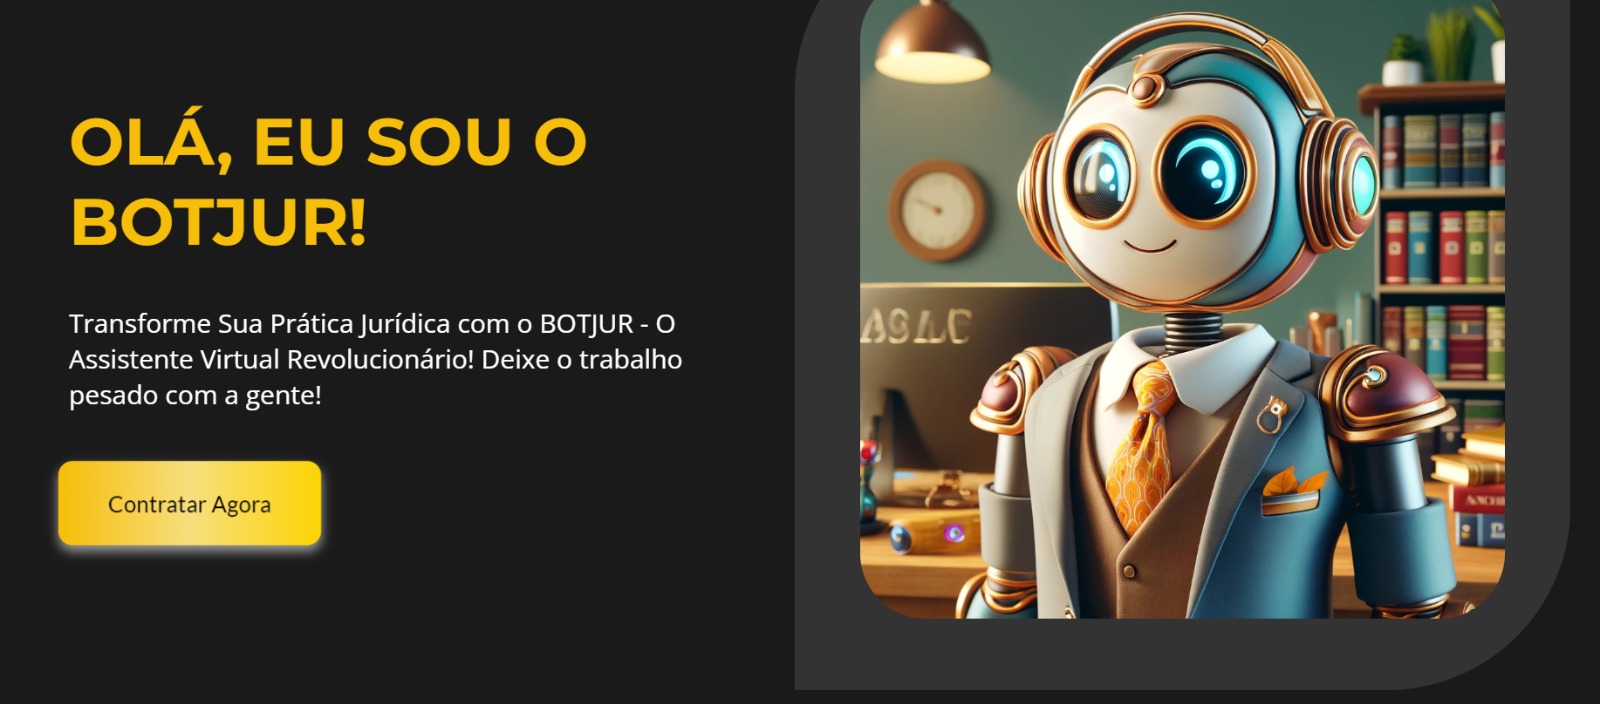 OLÁ, EU SOU O
BOTJUR!
Transforme Sua Prática Jurídica com o BOTJUR - O
Assistente Virtual Revolucionário! Deixe o trabalho
pesado com a gente!
Contratar Agora